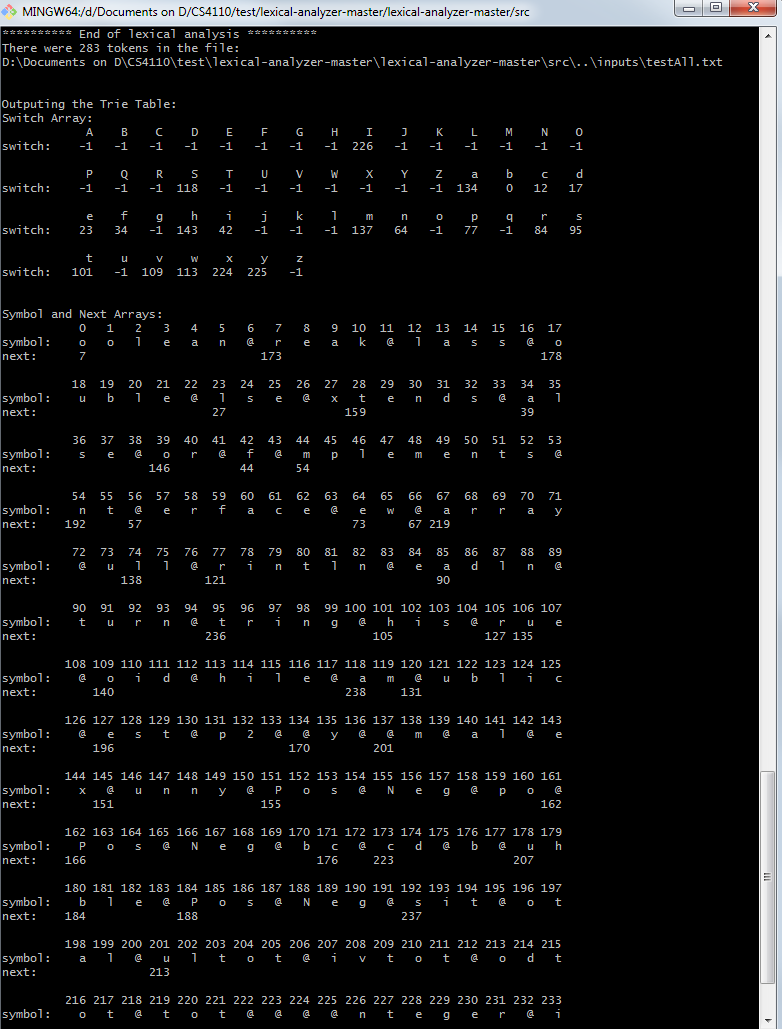 MINGW64:/d/Documents on D/CS4110/test/lexical-analyzer-master/lexical-analyzer-master/src
********** End of lexical analysis **********
There were 283 tokens in the file:
D:\Documents on D\CS4110\test\lexical-analyzer-master\lexical-analyzer-master\src\..\inputs\testAll.txt
Outputing the Trie Table:
Switch Array:
A B C D E F G H I J K L M N O
switch: -1 -1 -1 -1 -1 -1 -1 -1 226 -1 -1 -1 -1 -1 -1
P Q R S T U V W X Y Z a b c d
switch: -1 -1 -1 118 -1 -1 -1 -1 -1 -1 -1 134 0 12 17
e f g h i j k l m n o p q r s
switch: 23 34 -1 143 42 -1 -1 -1 137 64 -1 77 -1 84 95
t u v w x y z
switch: 101 -1 109 113 224 225 -1
Symbol and Next Arrays:
0 1 2 3 4 5 6 7 8 9 10 11 12 13 14 15 16 17
symbol: o o l e a n @ r e a k @ l a s s @ o
next: 7 173 178
18 19 20 21 22 23 24 25 26 27 28 29 30 31 32 33 34 35
symbol: u b l e @ l s e @ x t e n d s @ a l
next: 27 159 39
36 37 38 39 40 41 42 43 44 45 46 47 48 49 50 51 52 53
symbol: s e @ o r @ f @ m p l e m e n t s @
next: 146 44 54
54 55 56 57 58 59 60 61 62 63 64 65 66 67 68 69 70 71
symbol: n t @ e r f a c e @ e w @ a r r a y
next: 192 57 73 67 219
72 73 74 75 76 77 78 79 80 81 82 83 84 85 86 87 88 89
symbol: @ u l l @ r i n t l n @ e a d l n @
next: 138 121 90
90 91 92 93 94 95 96 97 98 99 100 101 102 103 104 105 106 107
symbol: t u r n @ t r i n g @ h i s @ r u e
next: 236 105 127 135
108 109 110 111 112 113 114 115 116 117 118 119 120 121 122 123 124 125
symbol: @ o i d @ h i l e @ a m @ u b l i c
next: 140 238 131
126 127 128 129 130 131 132 133 134 135 136 137 138 139 140 141 142 143
symbol: @ e s t @ p 2 @ @ y @ @ m @ a l @ e
next: 196 170 201
144 145 146 147 148 149 150 151 152 153 154 155 156 157 158 159 160 161
symbol: x @ u n n y @ P o s @ N e g @ p o @
next: 151 155 162
162 163 164 165 166 167 168 169 170 171 172 173 174 175 176 177 178 179
symbol: P o s @ N e g @ b c @ c d @ b @ u h
next: 166 176 223 207
180 181 182 183 184 185 186 187 188 189 190 191 192 193 194 195 196 197
symbol: b l e @ P o s @ N e g @ s i t @ o t
next: 184 188 237
198 199 200 201 202 203 204 205 206 207 208 209 210 211 212 213 214 215
symbol: a l @ u l t o t @ i v t o t @ o d t
next: 213
216 217 218 219 220 221 222 223 224 225 226 227 228 229 230 231 232 233
symbol: o t @ t o t @ @ @ @ n t e g e r @ i